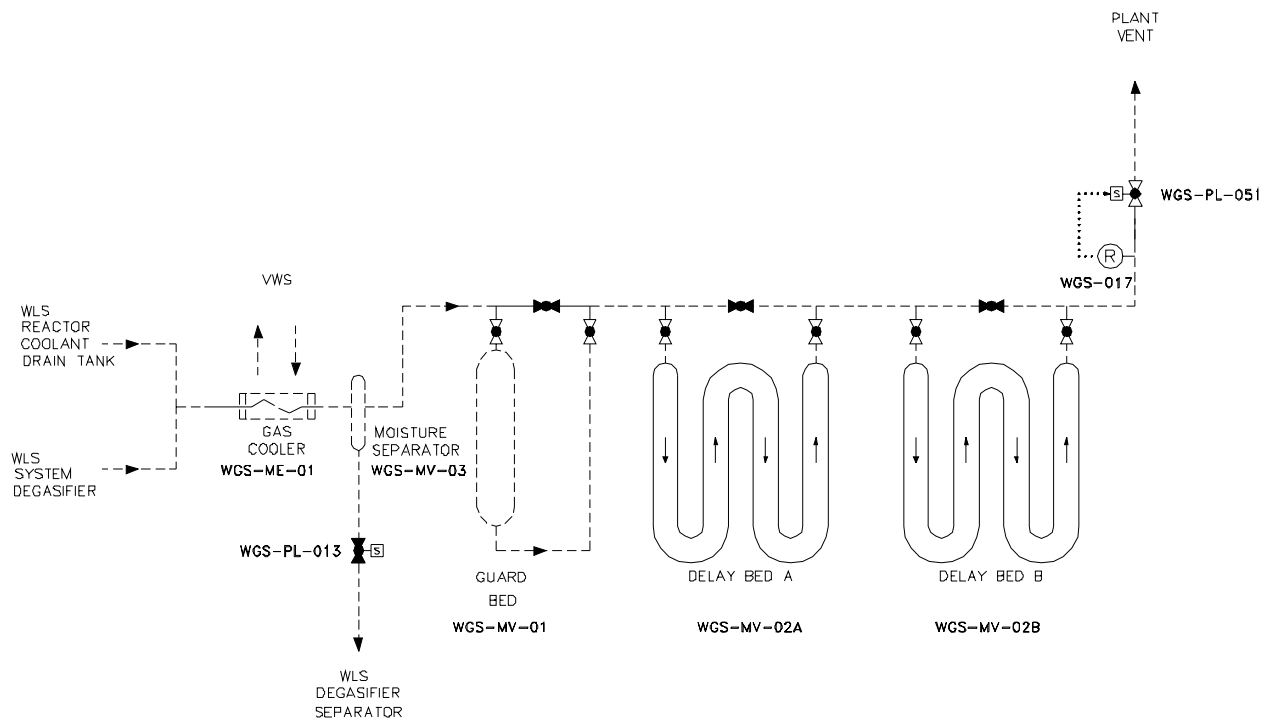 PLANT
VENT
S
WGS-PL-051
R
WGS-017
VWS
WLS
REACTOR
COOLANT
DRAIN TANK
GAS
COOLER
WGS-ME-01
MOISTURE
SEPARATOR
WGS-MV-03
WLS
SYSTEM
DEGASIFIER
WGS-PL-013
S
GUARD
BED
WGS-MV-01
DELAY BED A
WGS-MV-02A
DELAY BED B
WGS-MV-02B
WLS
DEGASIFIER
SEPARATOR